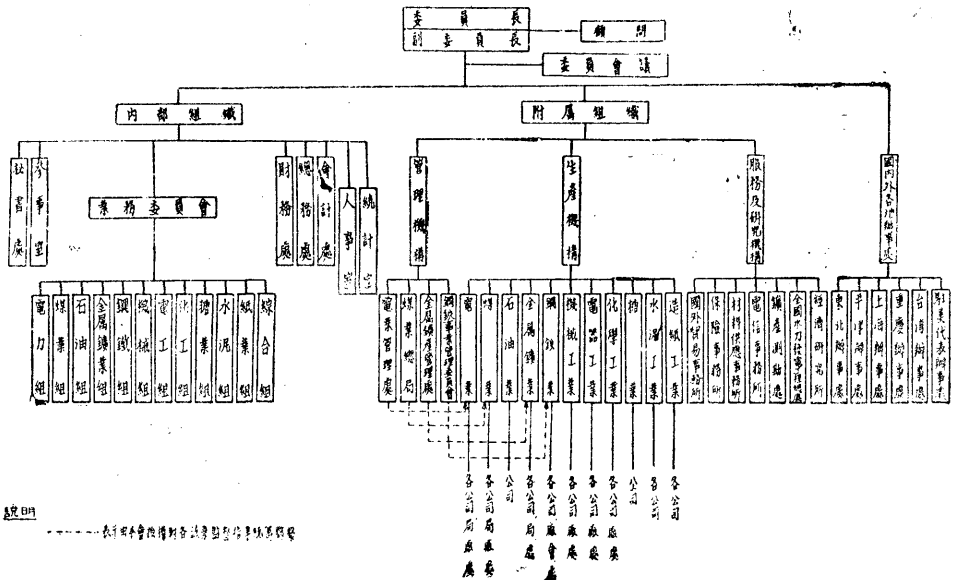 委員長
副委員長
顧問
委員會議
內部組織
附屬組織
秘書處
參事室
業務委員會
財務處
總務處
會計處
人事室
統計室
管理機構
生產機構
服務及研究機構
國內外各地辦事處
電力組
煤業組
石油組
金屬鑛業組
鋼鐵組
機械組
電工組
化工組
糖業組
水泥組
紙業組
綜合組
電業管理處
煤業總局
金屬鑛產管理處
鋼鐵事業管理委員會
電業
煤業
石油業
金屬鑛業
鋼鐵業
機械工業
電器工業
化學工業
糖業
水泥工業
造紙工業
國外貿易事務所
保險事務所
材料供應事務所
電信事務所
鑛產測勘處
全國水力發電工程總處
經濟研究所
東北辦事處
平津辦事處
上海辦事處
重慶辦事處
台灣辦事處
駐美代表辦事處
各公司局廠處
各公司局廠處
公司
各公司局處
各公司廠會處
各公司廠處
各公司廠處
各公司廠處
公司
各公司
各公司
說明